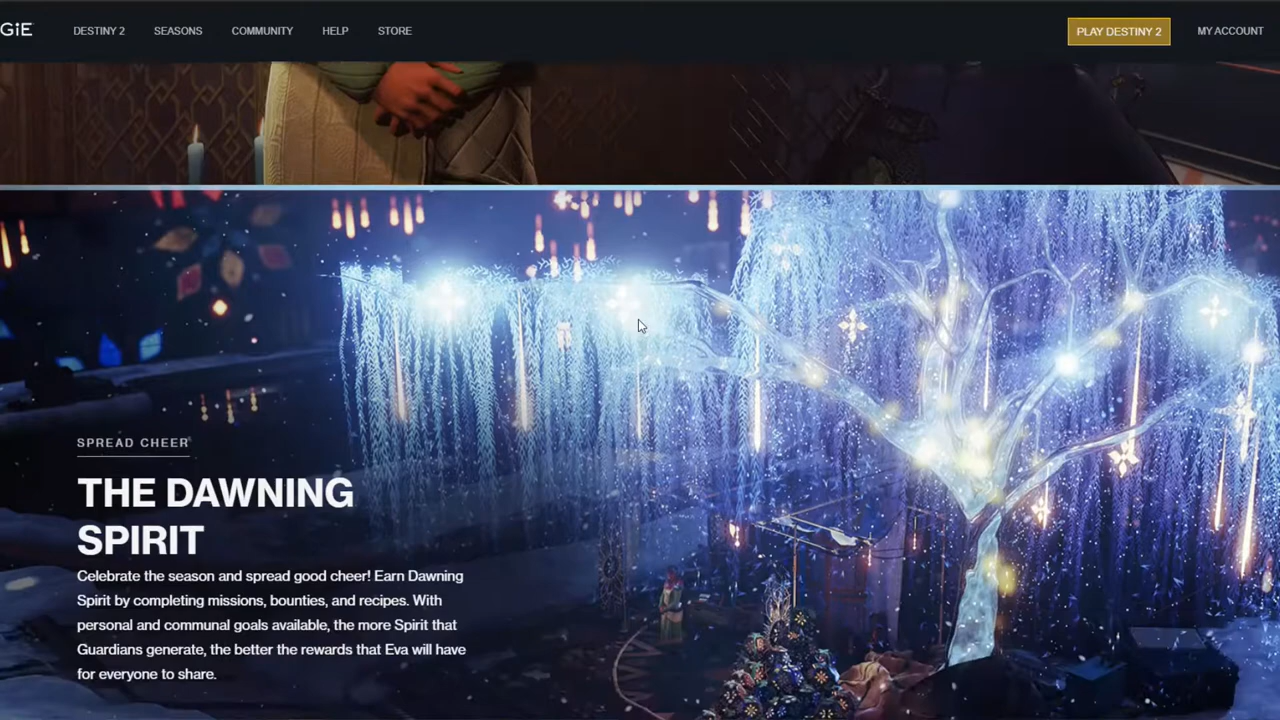 GiE
DESTINY 2
SEASONS
COMMUNITY
HELP
STORE
PLAY DESTINY 2
MY ACCOUNT
SPREAD CHEER
THE DAWNING
SPIRIT
Celebrate the season and spread good cheer! Earn Dawning
Spirit by completing missions, bounties, and recipes. With
personal and communal goals available, the more Spirit that
Guardians generate, the better the rewards that Eva will have
for everyone to share.